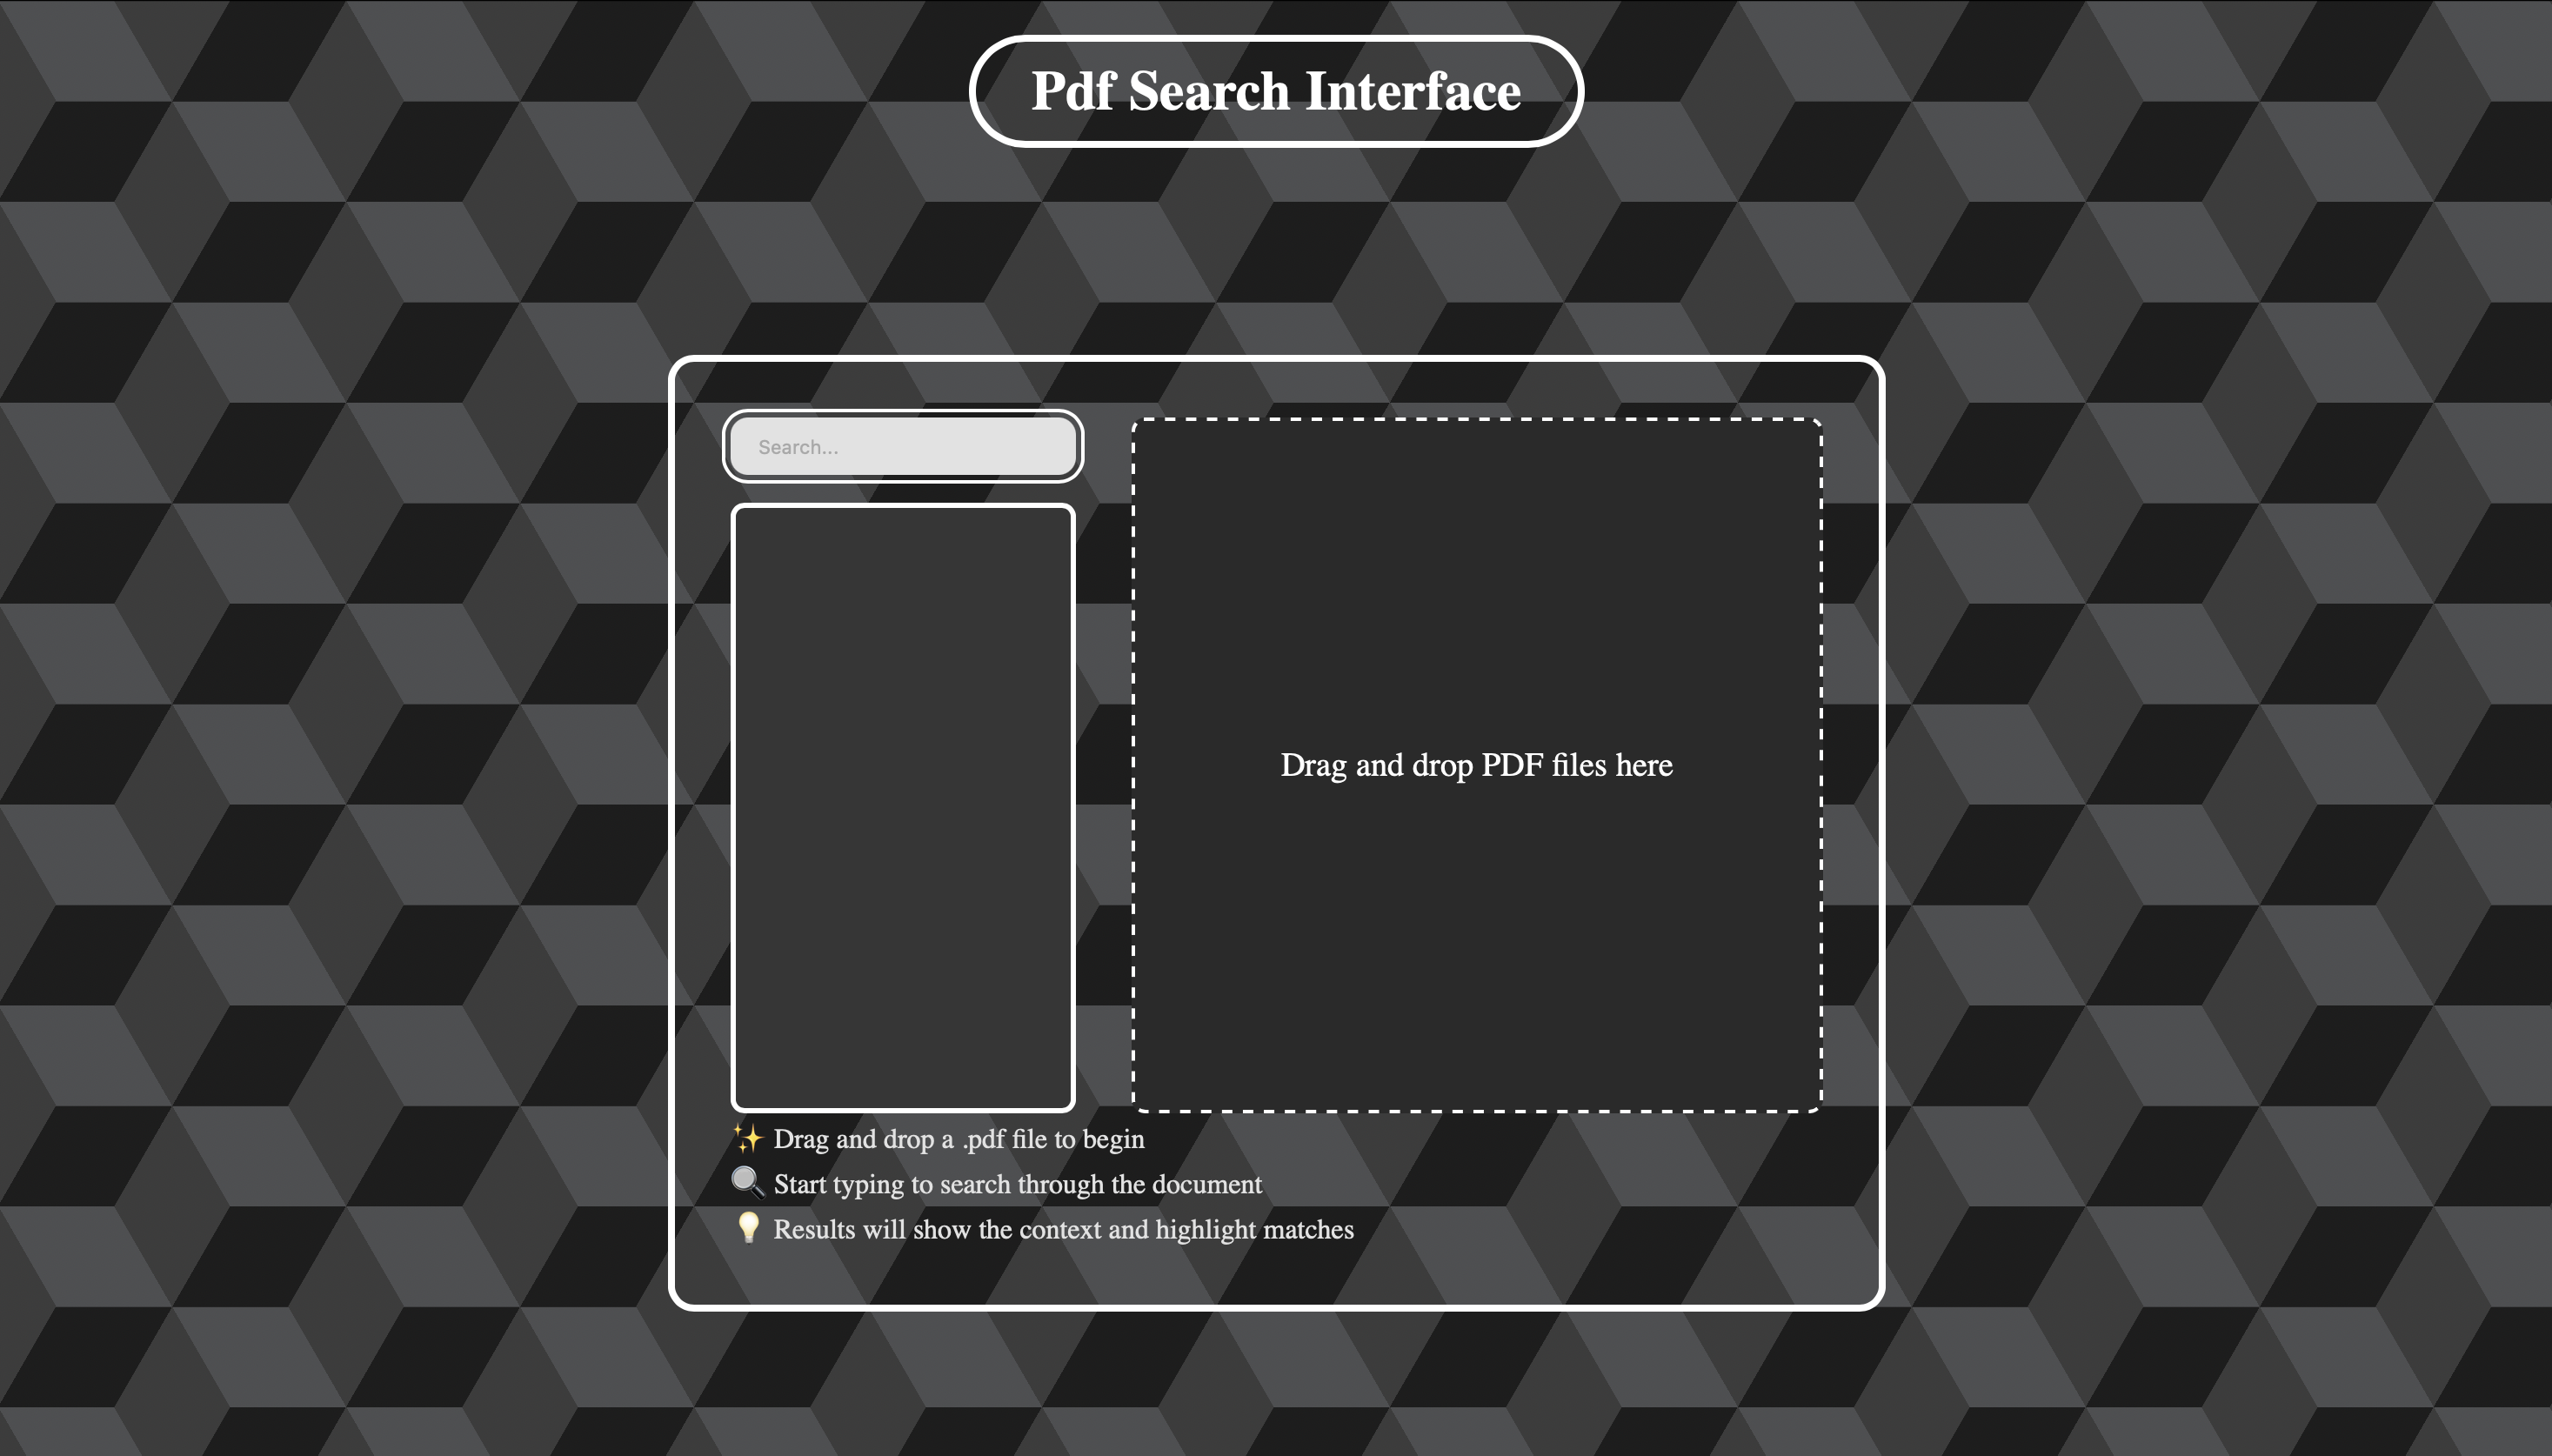 Pdf Search Interface
Search...
Drag and drop PDF files here
✨ Drag and drop a .pdf file to begin
🔍 Start typing to search through the document
💡 Results will show the context and highlight matches